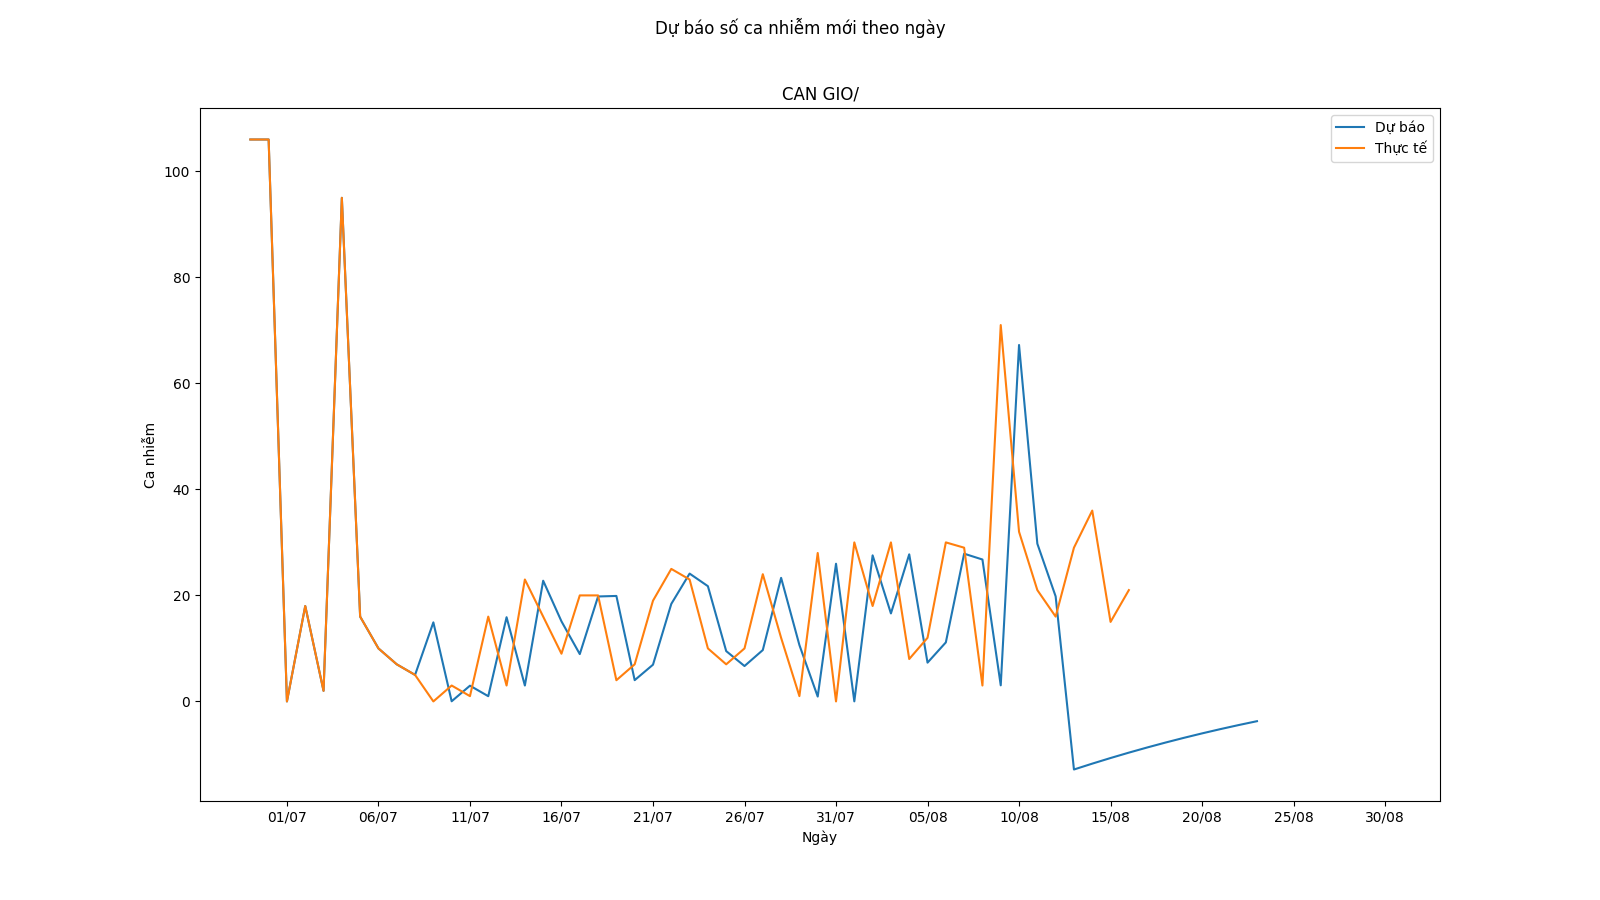 Dự báo số ca nhiễm mới theo ngày
CAN GIO/
Dự báo
Thực tế
100
80
60
40
20
0
Ca nhiễm
01/07 06/07 11/07 16/07 21/07 26/07 31/07 05/08 10/08 15/08 20/08 25/08 30/08
Ngày